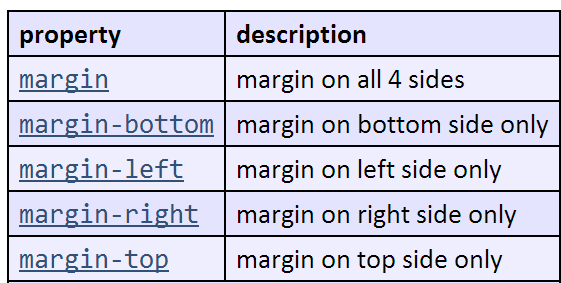 property description
margin margin on all 4 sides
margin-bottom margin on bottom side only
margin-left margin on left side only
margin-right margin on right side only
margin-top margin on top side only